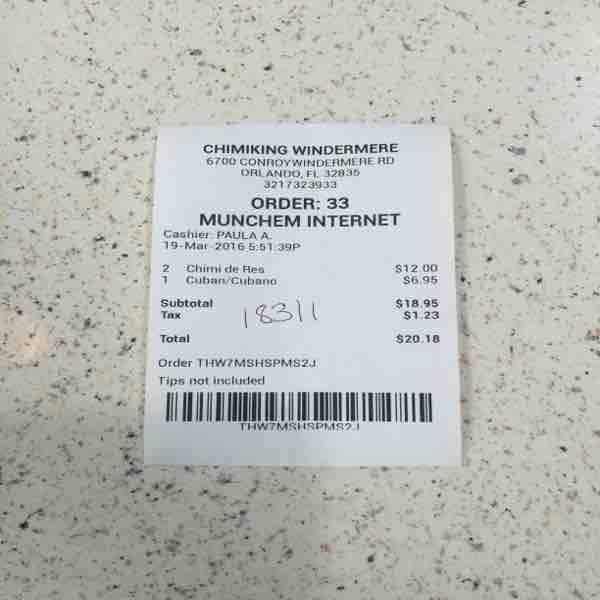 CHIMIKING WINDERMERE
6700 CONROYWINDERMERE RD
ORLANDO, FL 32835
3217323933
ORDER: 33
MUNCHEM INTERNET
Cashier: PAULA A.
19-Mar-2016 5:51:39P
2 Chimi de Res $12.00
1 Cuban/Cubano $6.95
Subtotal $18.95
Tax $1.23
18311
Total $20.18
Order THW7MSHSPMS2J
Tips not included
THW7MSHSPMS2J